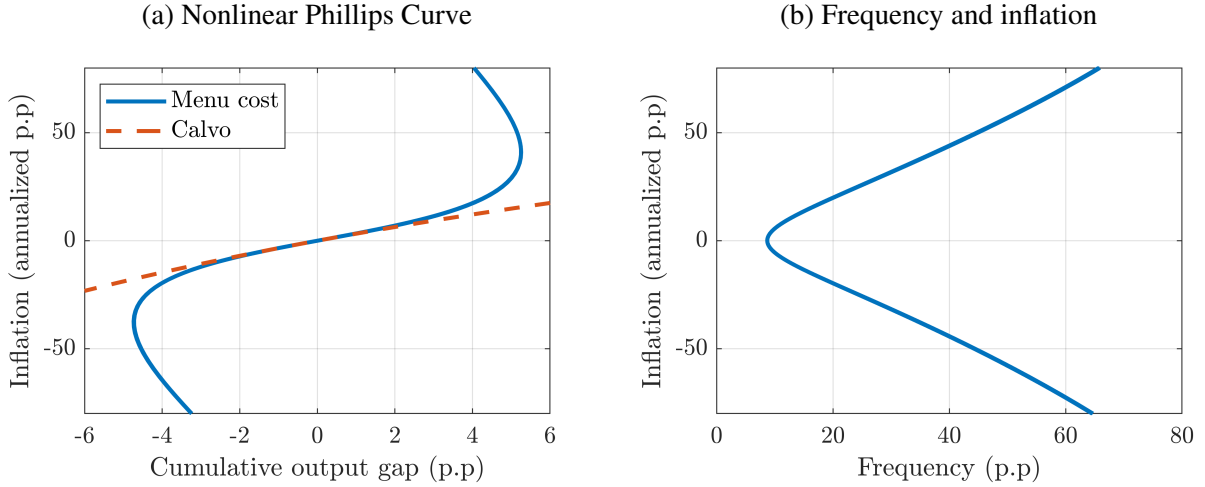 (a) Nonlinear Phillips Curve
Inflation (annualized p.p)
50
0
-50
Menu cost
Calvo
-6 -4 -2 0 2 4 6
Cumulative output gap (p.p)
(b) Frequency and inflation
Inflation (annualized p.p)
50
0
-50
0 20 40 60 80
Frequency (p.p)